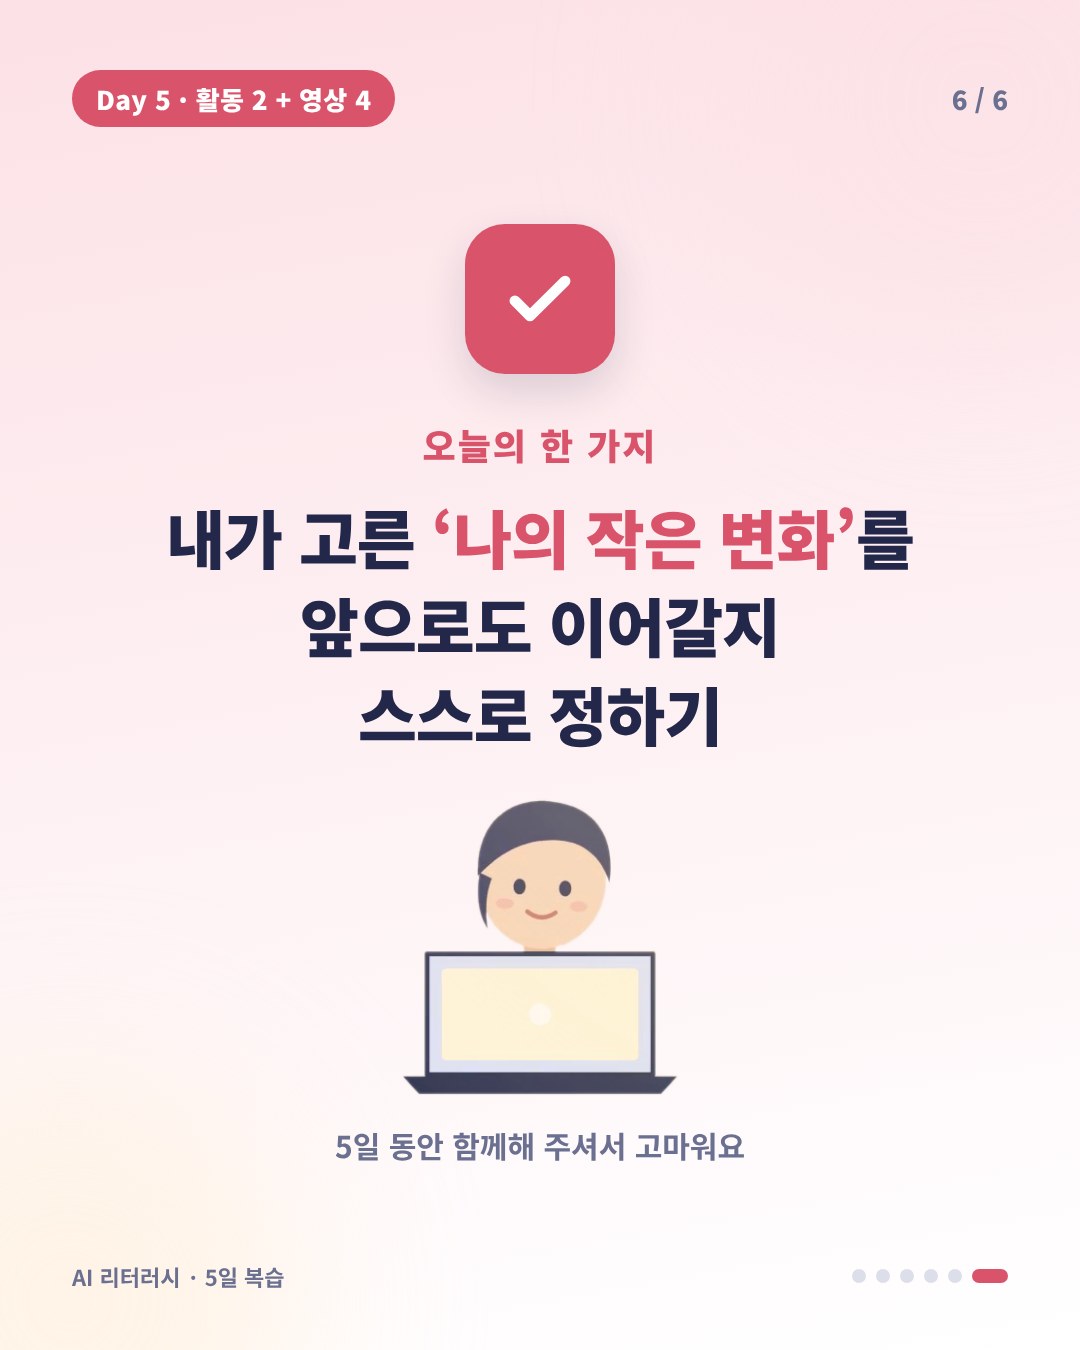 Day 5 · 활동 2 + 영상 4
6 / 6
오늘의 한 가지
내가 고른 ‘나의 작은 변화’를
앞으로도 이어갈지
스스로 정하기
5일 동안 함께해 주셔서 고마워요
AI 리터러시 · 5일 복습